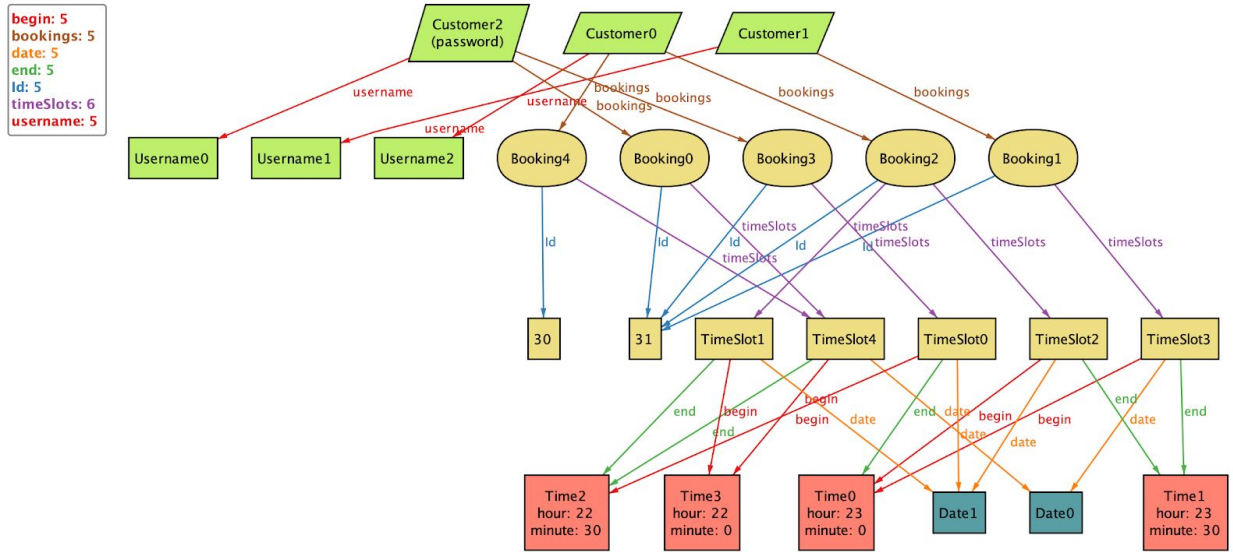 begin: 5
bookings: 5
date: 5
end: 5
Id: 5
timeSlots: 6
username: 5
Customer2
(password)
Customer0
Customer1
username
username
username
bookings
bookings
bookings
bookings
bookings
Username0
Username1
Username2
Booking4
Booking0
Booking3
Booking2
Booking1
Id
Id
Id
Id
Id
timeSlots
timeSlots
timeSlots
timeSlots
timeSlots
timeSlots
30
31
TimeSlot1
TimeSlot4
TimeSlot0
TimeSlot2
TimeSlot3
end
end
begin
begin
begin
date
end
date
date
begin
date
begin
end
date
end
Time2
hour: 22
minute: 30
Time3
hour: 22
minute: 0
Time0
hour: 23
minute: 0
Date1
Date0
Time1
hour: 23
minute: 30